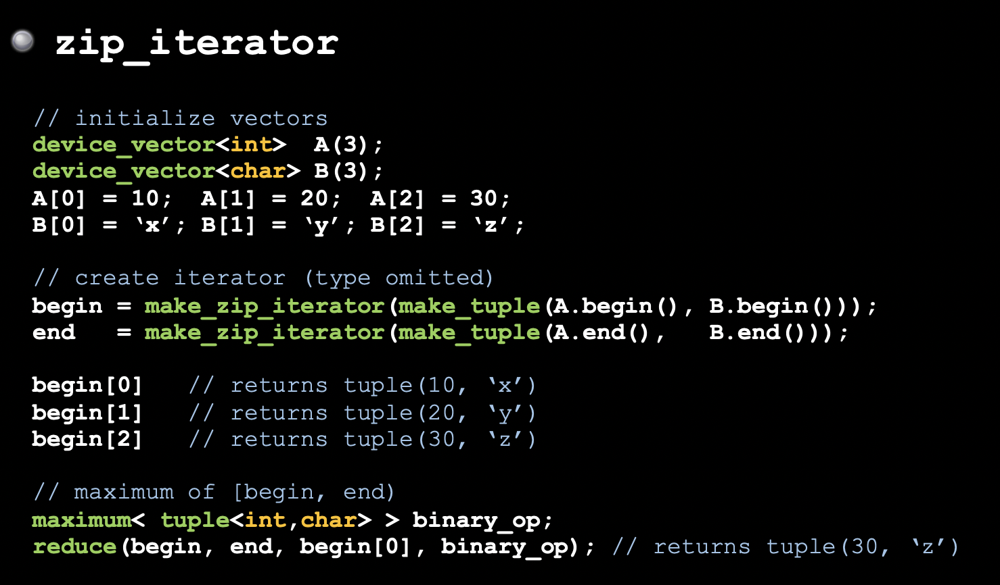 zip_iterator
// initialize vectors
device_vector<int>  A(3);
device_vector<char> B(3);
A[0] = 10;  A[1] = 20;  A[2] = 30;
B[0] = ‘x’; B[1] = ‘y’; B[2] = ‘z’;
// create iterator (type omitted)
begin = make_zip_iterator(make_tuple(A.begin(), B.begin()));
end   = make_zip_iterator(make_tuple(A.end(),   B.end()));
begin[0]   // returns tuple(10, ‘x’)
begin[1]   // returns tuple(20, ‘y’)
begin[2]   // returns tuple(30, ‘z’)
// maximum of [begin, end)
maximum< tuple<int,char> > binary_op;
reduce(begin, end, begin[0], binary_op); // returns tuple(30, ‘z’)